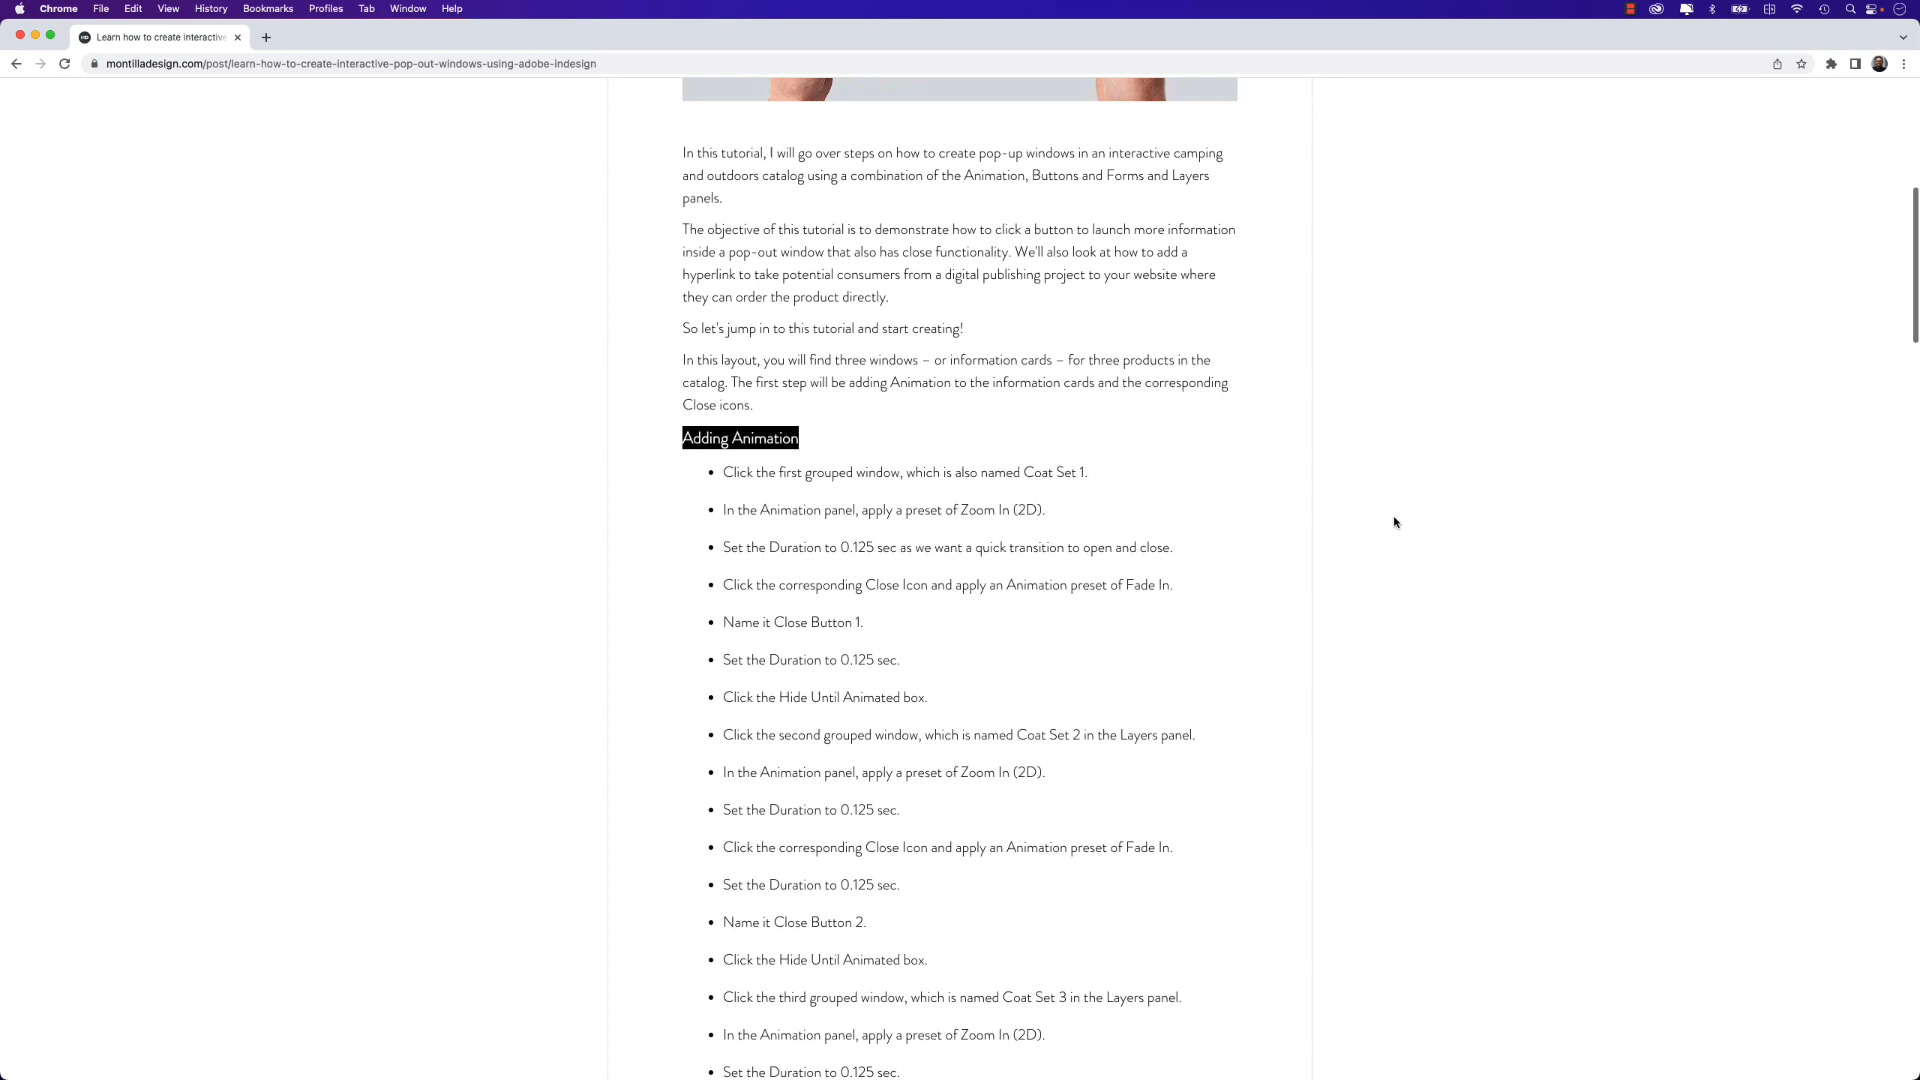 Chrome File Edit View History Bookmarks Profiles Tab Window Help
Learn how to create interactive
montilladesign.com/post/learn-how-to-create-interactive-pop-out-windows-using-adobe-indesign
In this tutorial, I will go over steps on how to create pop-up windows in an interactive camping
and outdoors catalog using a combination of the Animation, Buttons and Forms and Layers
panels.
The objective of this tutorial is to demonstrate how to click a button to launch more information
inside a pop-out window that also has close functionality. We'll also look at how to add a
hyperlink to take potential consumers from a digital publishing project to your website where
they can order the product directly.
So let's jump in to this tutorial and start creating!
In this layout, you will find three windows – or information cards – for three products in the
catalog. The first step will be adding Animation to the information cards and the corresponding
Close icons.
Adding Animation
• Click the first grouped window, which is also named Coat Set 1.
• In the Animation panel, apply a preset of Zoom In (2D).
• Set the Duration to 0.125 sec as we want a quick transition to open and close.
• Click the corresponding Close Icon and apply an Animation preset of Fade In.
• Name it Close Button 1.
• Set the Duration to 0.125 sec.
• Click the Hide Until Animated box.
• Click the second grouped window, which is named Coat Set 2 in the Layers panel.
• In the Animation panel, apply a preset of Zoom In (2D).
• Set the Duration to 0.125 sec.
• Click the corresponding Close Icon and apply an Animation preset of Fade In.
• Set the Duration to 0.125 sec.
• Name it Close Button 2.
• Click the Hide Until Animated box.
• Click the third grouped window, which is named Coat Set 3 in the Layers panel.
• In the Animation panel, apply a preset of Zoom In (2D).
• Set the Duration to 0.125 sec.